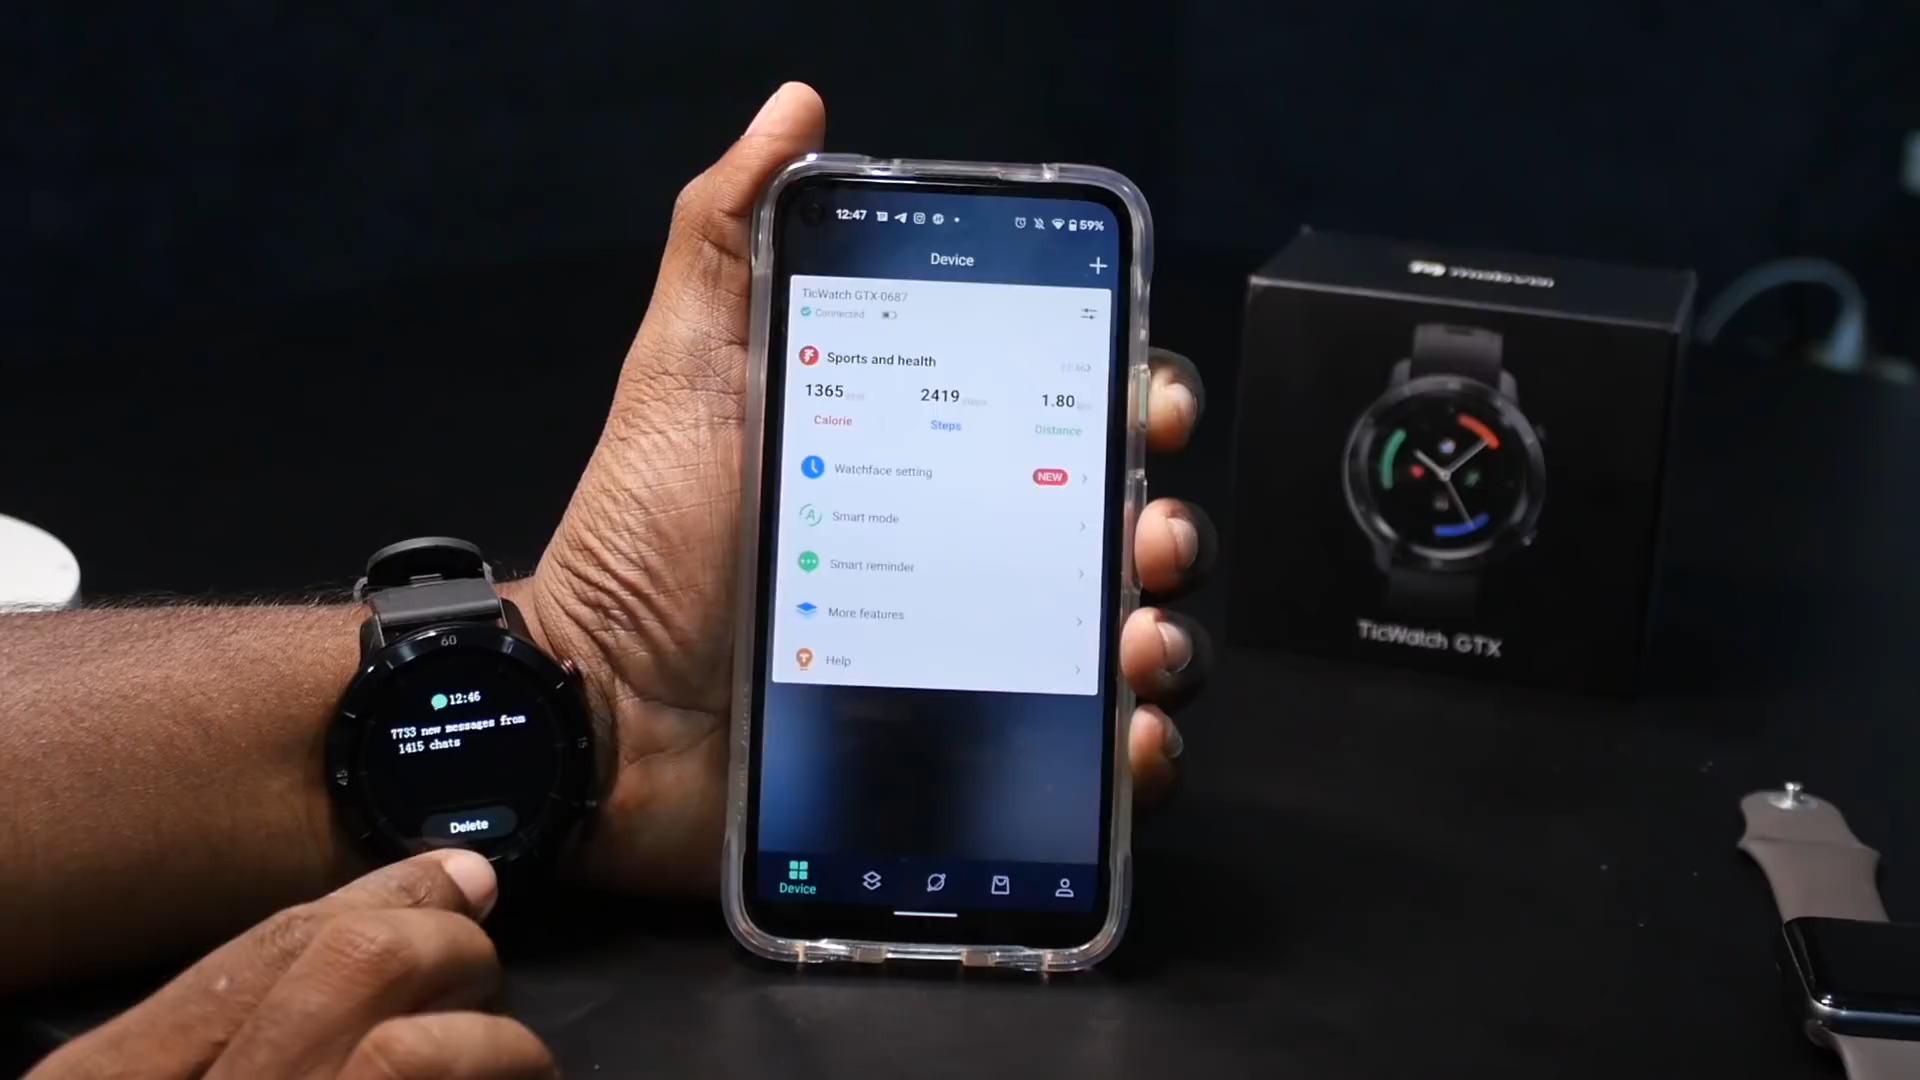 12:47
59%
Device
TicWatch GTX-0687
Connected
Sports and health
1365
2419
1.80
Calorie
Steps
Distance
Watchface setting
NEW
Smart mode
Smart reminder
More features
Help
Device
60
15
45
12:46
7733 new messages from
1415 chats
Delete
TicWatch GTX